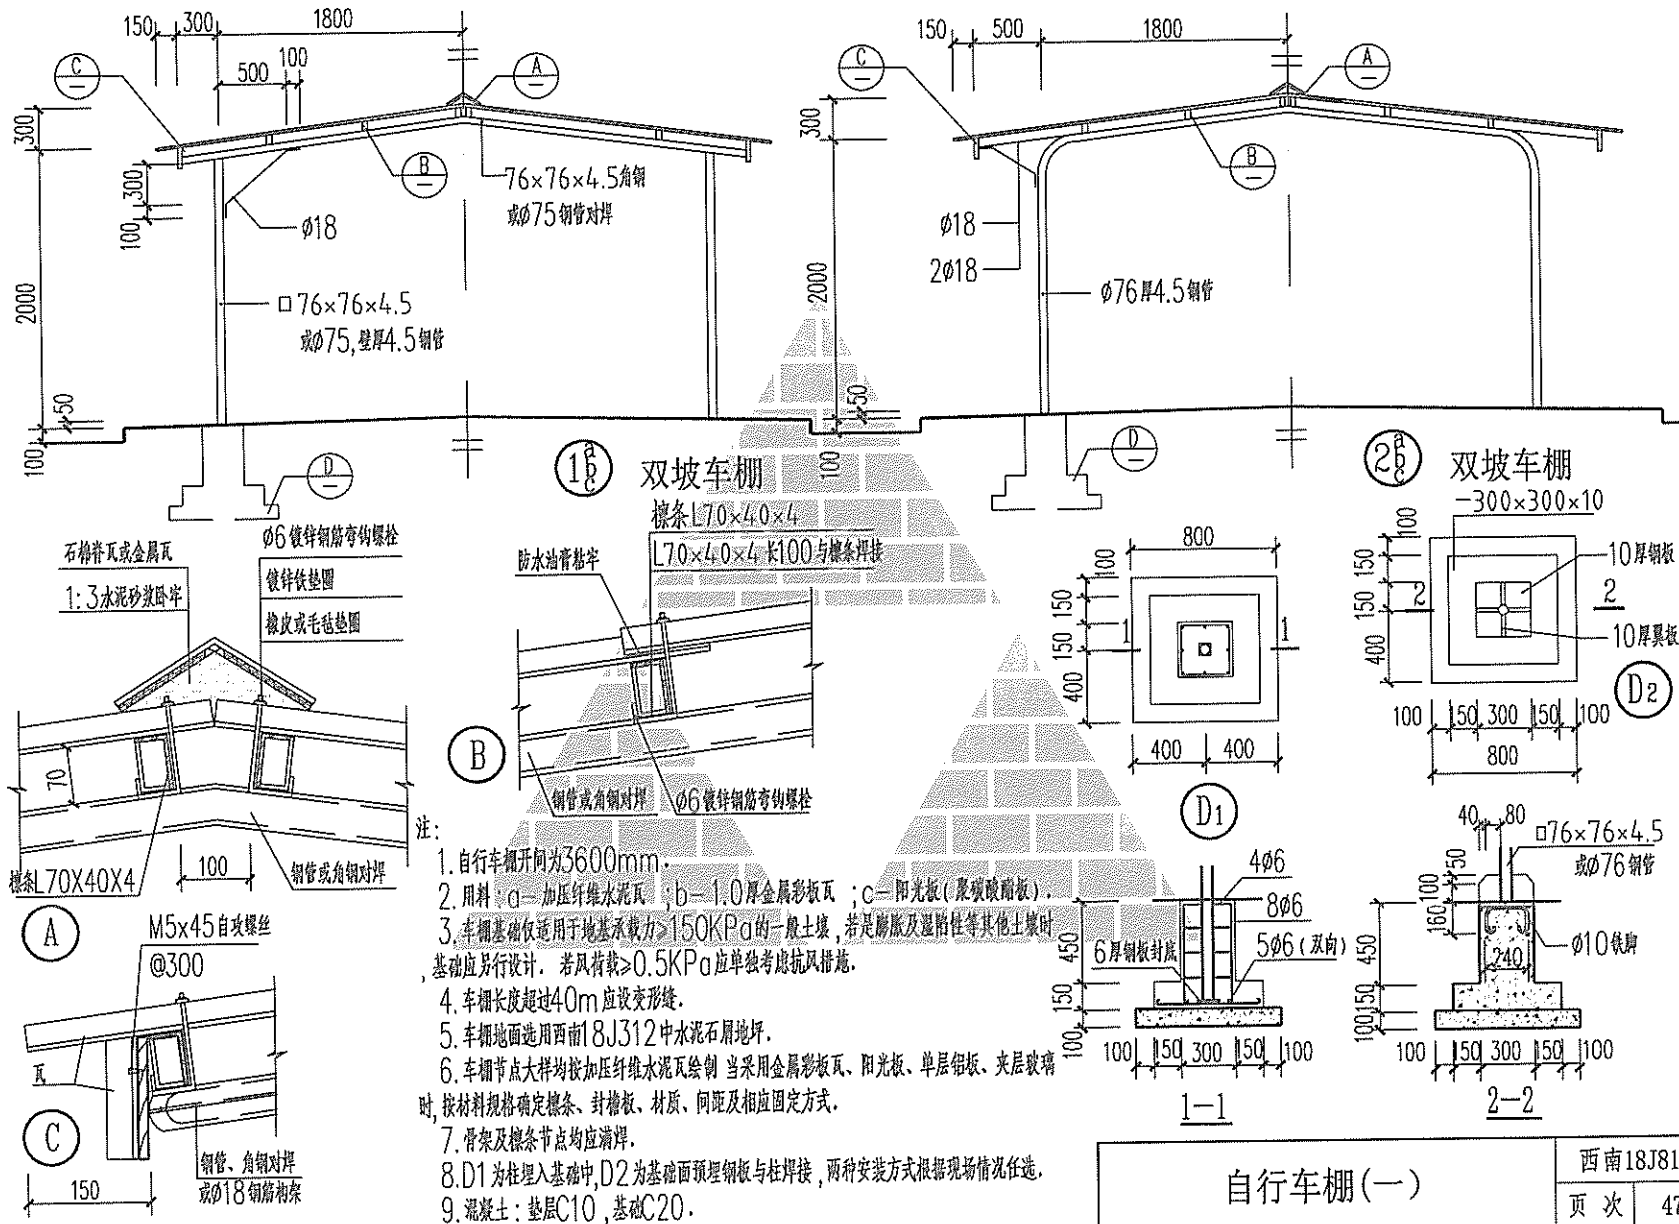 150 300 1800
500 100
C
—
A
—
B
—
300
2000
300
100
50
100
76×76×4.5角钢
或ø75钢管对焊
ø18
口76×76×4.5
或ø75,壁厚4.5钢管
D
—
1 a b c 双坡车棚
150 500 1800
C
—
A
—
B
—
300
2000
50
100
ø18
2ø18
ø76厚4.5钢管
D
—
2 a b c 双坡车棚
石棉脊瓦或金属瓦
1:3水泥砂浆卧牢
ø6镀锌钢筋弯钩螺栓
镀锌铁垫圈
橡皮或毛毡垫圈
70
100
檩条L70X40X4
钢管或角钢对焊
A
檩条L70×40×4
L70×40×4长100与檩条焊接
防水油膏粘牢
B
钢管或角钢对焊
ø6镀锌钢筋弯钩螺栓
M5x45自攻螺丝
@300
瓦
C
钢管、角钢对焊
或ø18钢筋构架
150
800
100
150
150
400
1 1
400 400
D1
—300×300×10
100
150
150
400
2 2
10厚钢板
10厚翼板
D2
100 150 300 150 100
800
4ø6
8ø6
6厚钢板封底
5ø6(双向)
450
150
100
100 150 300 150 100
1—1
40 80
口76×76×4.5
或ø76钢管
50
100
160
450
150
100
ø10铁脚
240
100 150 300 150 100
2—2
注:
1.自行车棚开间为3600mm.
2.用料:a—加压纤维水泥瓦;b—1.0厚金属彩板瓦;c—阳光板(聚碳酸酯板).
3.车棚基础仅适用于地基承载力≥150KPa的一般土壤,若是膨胀及湿陷性等其他土壤时
,基础应另行设计.若风荷载≥0.5KPa应单独考虑抗风措施.
4.车棚长度超过40m应设变形缝.
5.车棚地面选用西南18J312中水泥石屑地坪.
6.车棚节点大样均按加压纤维水泥瓦绘制 当采用金属彩板瓦、阳光板、单层铝板、夹层玻璃
时,按材料规格确定檩条、封檐板、材质、间距及相应固定方式.
7.骨架及檩条节点均应满焊.
8.D1为柱埋入基础中,D2为基础面预埋钢板与柱焊接,两种安装方式根据现场情况任选.
9.混凝土:垫层C10,基础C20.
自行车棚(一)
西南18J81
页 次 47